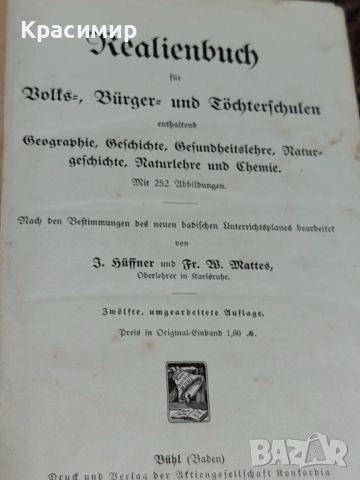 Красимир
Realienbuch
für
Volks-, Bürger- und Töchterschulen
enthaltend
Geographie, Geschichte, Gesundheitslehre, Natur-
geschichte, Naturlehre und Chemie.
Mit 252 Abbildungen.
Nach den Bestimmungen des neuen badischen Unterrichtsplanes bearbeitet
von
J. Hüffner und Fr. W. Mattes,
Oberlehrer in Karlsruhe.
Zwölfte, umgearbeitete Auflage.
Preis in Original-Einband 1,60 ℳ.
Bühl (Baden)
Druck und Verlag der Aktiengesellschaft Konkordia
BAZAR
bg